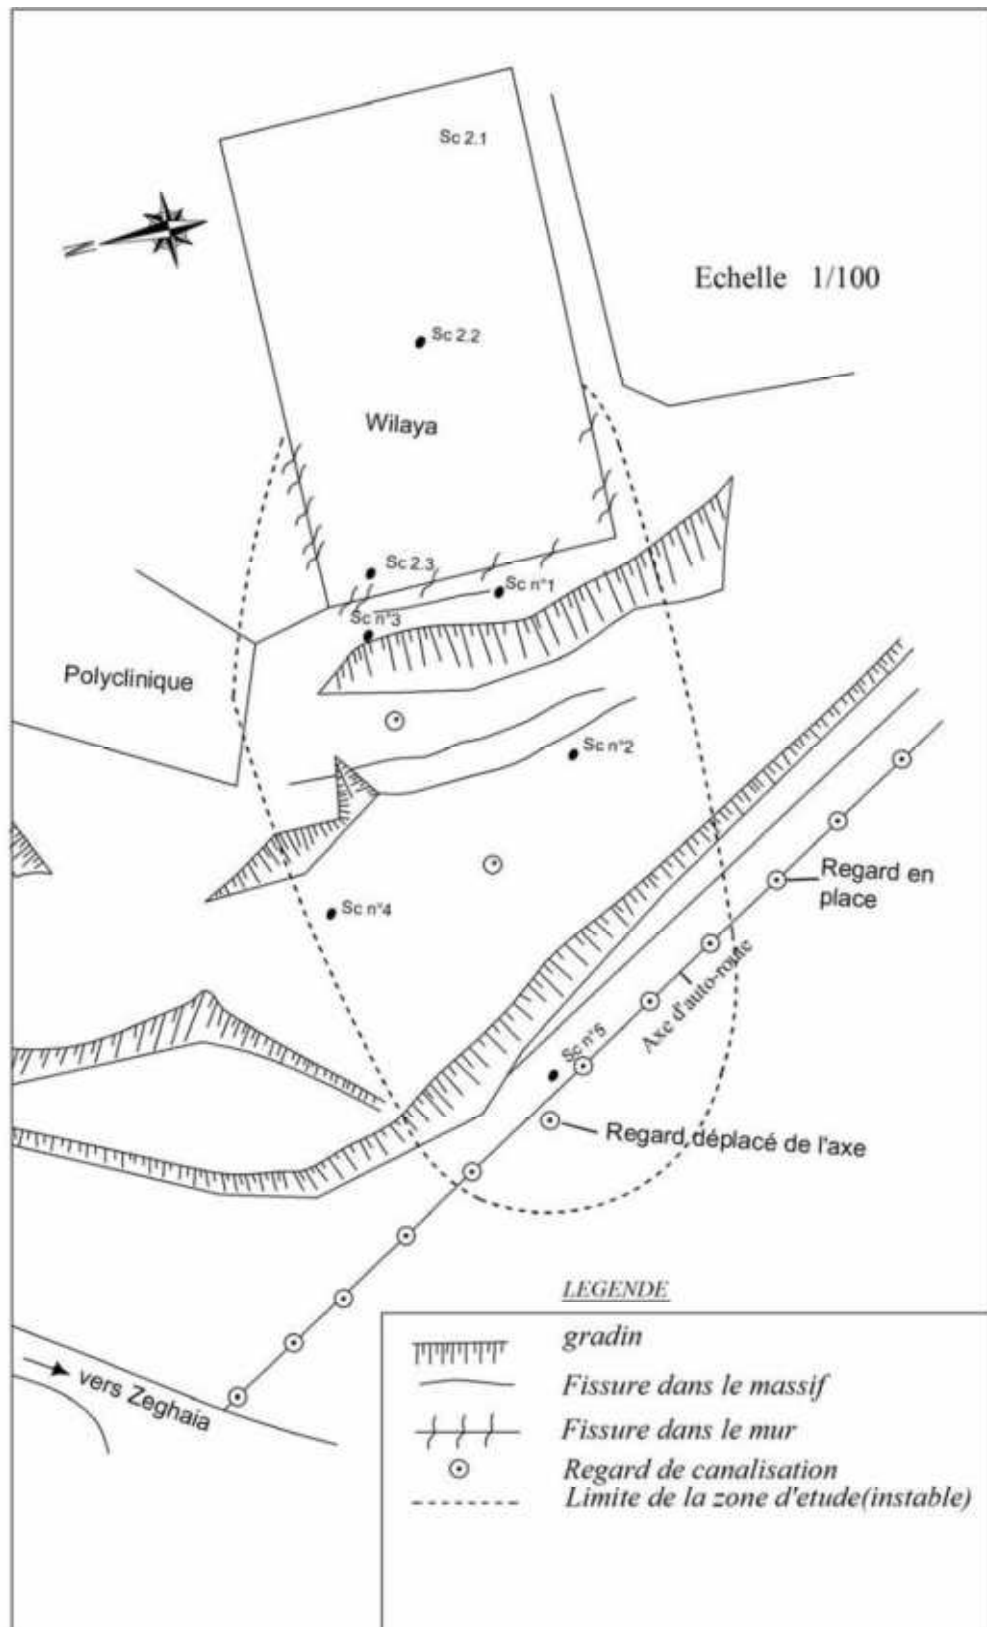 Sc 2.1
N
Echelle 1/100
Sc 2.2
Wilaya
Sc 2.3
Sc n°1
Sc n°3
Polyclinique
Sc n°2
Regard en
place
Sc n°4
Axe d'auto-route
Sc n°5
Regard déplacé de l'axe
LEGENDE
gradin
Fissure dans le massif
vers Zeghaia
Fissure dans le mur
Regard de canalisation
Limite de la zone d'etude(instable)